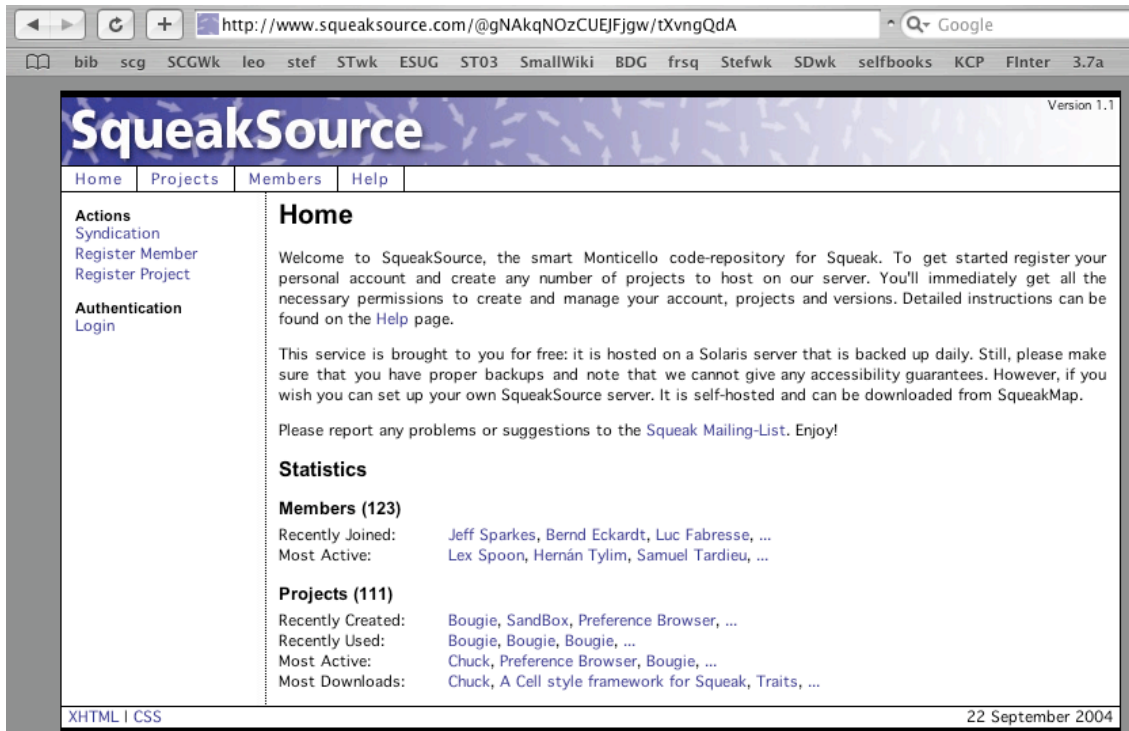 http://www.squeaksource.com/@gNAkqNOzCUEJFjgw/tXvngQdA
Google
bib scg SCGWk leo stef STwk ESUG ST03 SmallWiki BDG frsq Stefwk SDwk selfbooks KCP FInter 3.7a
Version 1.1
SqueakSource
Home Projects Members Help
Actions
Syndication
Register Member
Register Project
Authentication
Login
Home
Welcome to SqueakSource, the smart Monticello code-repository for Squeak. To get started register your
personal account and create any number of projects to host on our server. You'll immediately get all the
necessary permissions to create and manage your account, projects and versions. Detailed instructions can be
found on the Help page.
This service is brought to you for free: it is hosted on a Solaris server that is backed up daily. Still, please make
sure that you have proper backups and note that we cannot give any accessibility guarantees. However, if you
wish you can set up your own SqueakSource server. It is self-hosted and can be downloaded from SqueakMap.
Please report any problems or suggestions to the Squeak Mailing-List. Enjoy!
Statistics
Members (123)
Recently Joined: Jeff Sparkes, Bernd Eckardt, Luc Fabresse, ...
Most Active: Lex Spoon, Hernán Tylim, Samuel Tardieu, ...
Projects (111)
Recently Created: Bougie, SandBox, Preference Browser, ...
Recently Used: Bougie, Bougie, Bougie, ...
Most Active: Chuck, Preference Browser, Bougie, ...
Most Downloads: Chuck, A Cell style framework for Squeak, Traits, ...
XHTML | CSS
22 September 2004